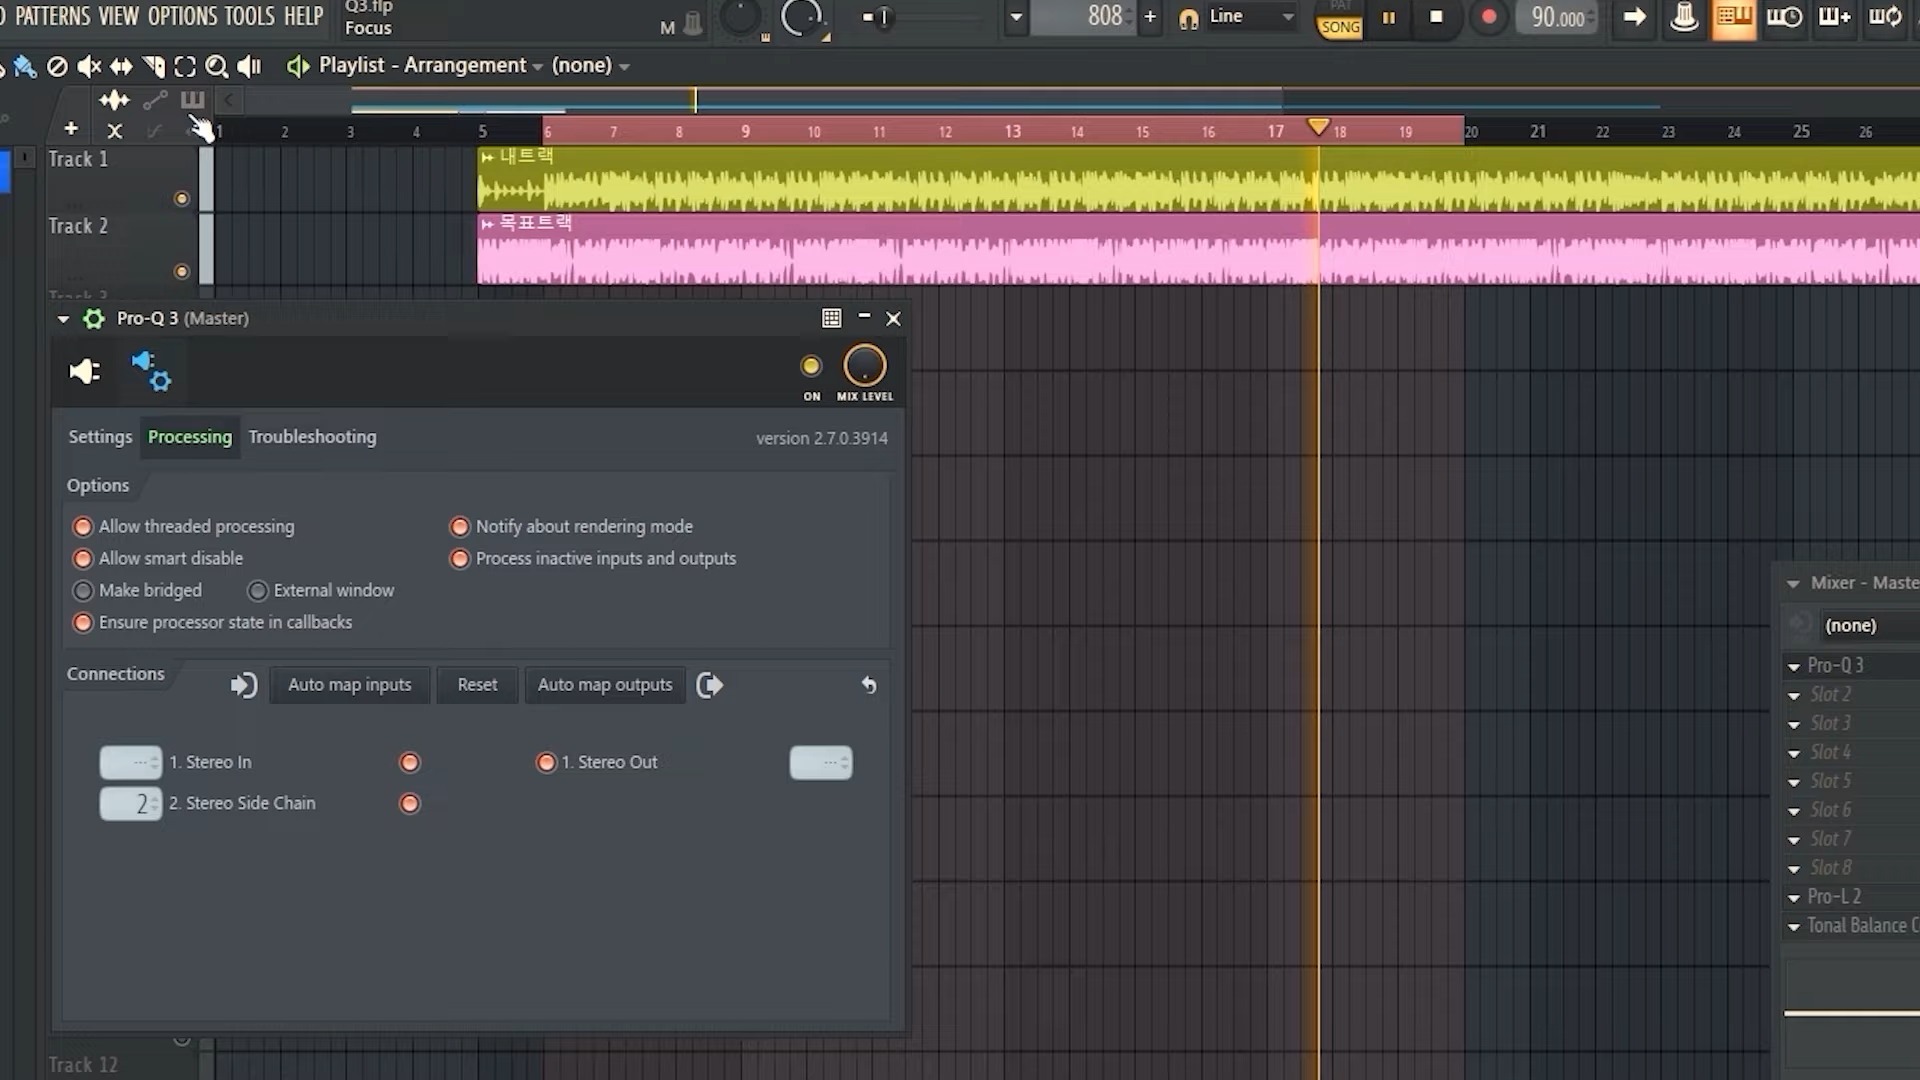 PATTERNS VIEW OPTIONS TOOLS HELP
Q3.flp
Focus
M
808
+
Line
PAT
SONG
90.000
Playlist - Arrangement
(none)
1 2 3 4 5 6 7 8 9 10 11 12 13 14 15 16 17 18 19 20 21 22 23 24 25 26
Track 1
내트랙
Track 2
목표트랙
Track 3
Pro-Q 3 (Master)
ON
MIX LEVEL
Settings Processing Troubleshooting
version 2.7.0.3914
Options
Allow threaded processing
Notify about rendering mode
Allow smart disable
Process inactive inputs and outputs
Make bridged
External window
Ensure processor state in callbacks
Connections
Auto map inputs
Reset
Auto map outputs
--- 1. Stereo In
1. Stereo Out ---
2 2. Stereo Side Chain
Mixer - Maste
(none)
Pro-Q 3
Slot 2
Slot 3
Slot 4
Slot 5
Slot 6
Slot 7
Slot 8
Pro-L 2
Tonal Balance C
Track 12